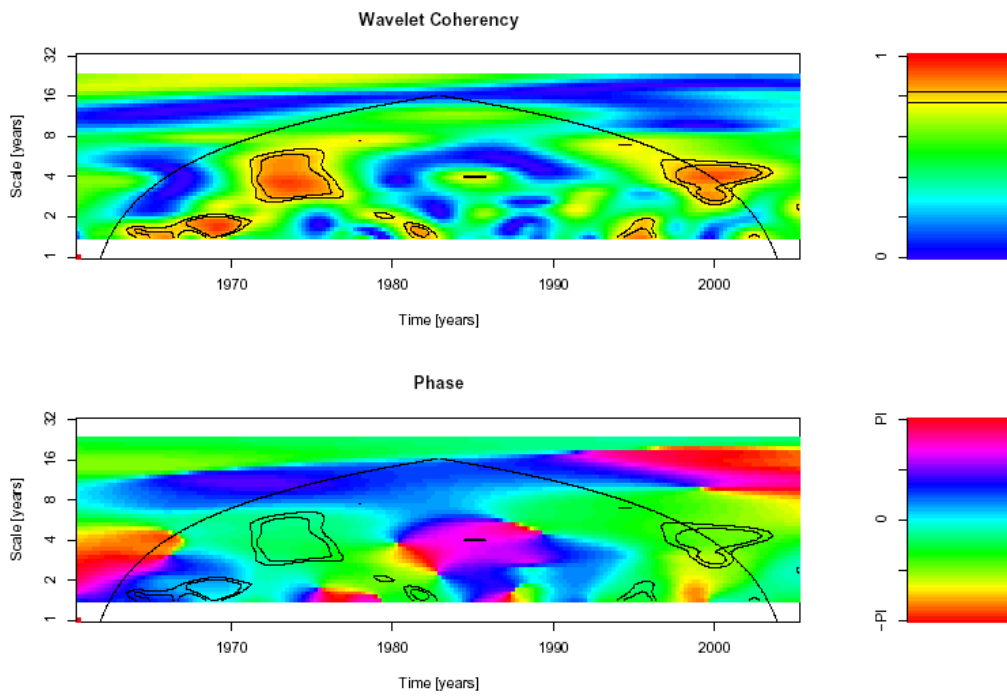 Wavelet Coherency
Scale [years]
32
16
8
4
2
1
1970
1980
1990
2000
Time [years]
1
0
Phase
Scale [years]
32
16
8
4
2
1
1970
1980
1990
2000
Time [years]
PI
0
−PI